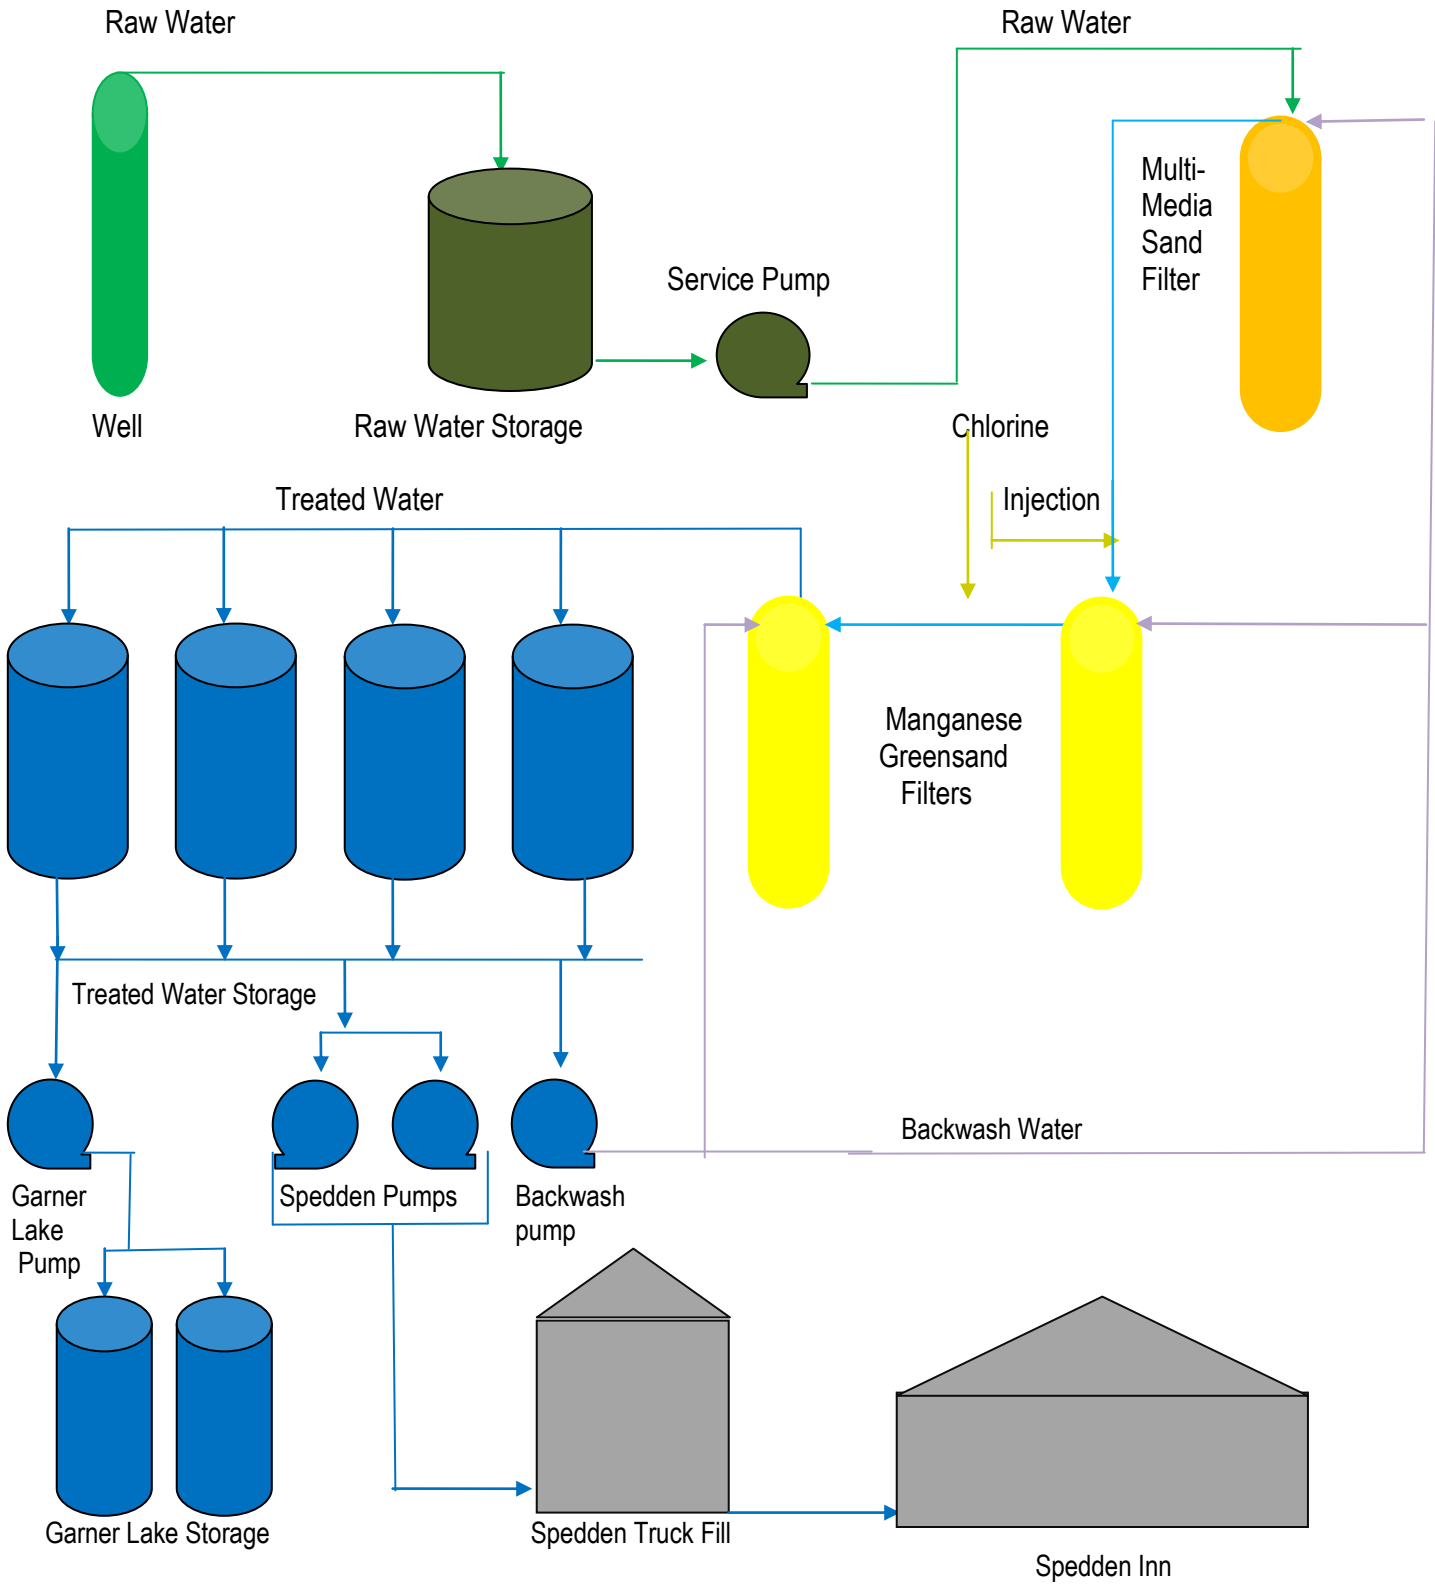 Raw Water
Raw Water
Multi-
Media
Sand
Filter
Service Pump
Well
Raw Water Storage
Chlorine
Treated Water
Injection
Manganese
Greensand
Filters
Treated Water Storage
Backwash Water
Garner
Lake
Pump
Spedden Pumps
Backwash
pump
Garner Lake Storage
Spedden Truck Fill
Spedden Inn